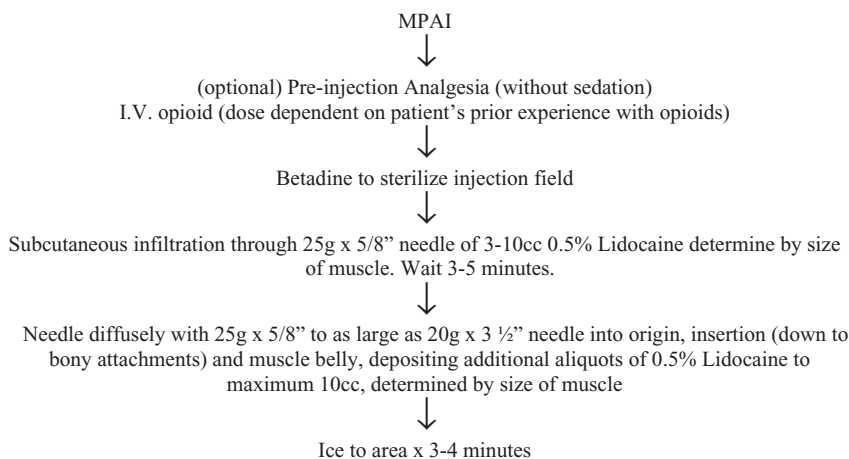 MPAI
(optional) Pre-injection Analgesia (without sedation)
I.V. opioid (dose dependent on patient’s prior experience with opioids)
Betadine to sterilize injection field
Subcutaneous infiltration through 25g x 5/8” needle of 3-10cc 0.5% Lidocaine determine by size
of muscle. Wait 3-5 minutes.
Needle diffusely with 25g x 5/8” to as large as 20g x 3 ½” needle into origin, insertion (down to
bony attachments) and muscle belly, depositing additional aliquots of 0.5% Lidocaine to
maximum 10cc, determined by size of muscle
Ice to area x 3-4 minutes